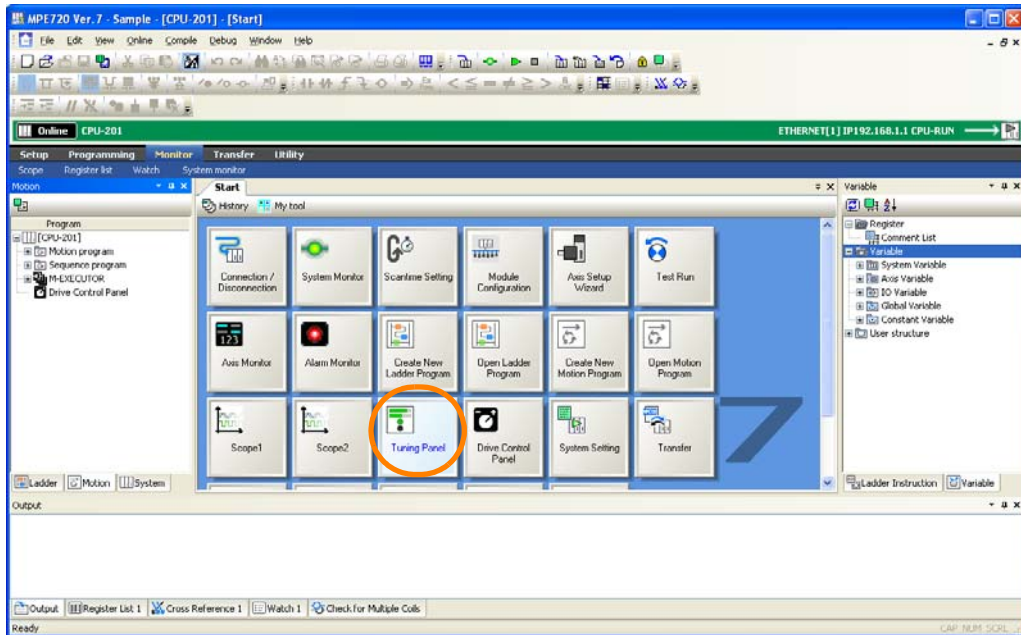 MPE720 Ver. 7 - Sample - [CPU-201] - [Start]
File Edit View Online Compile Debug Window Help
Online CPU-201
ETHERNET[1] IP192.168.1.1 CPU-RUN
Setup Programming Monitor Transfer Utility
Scope Register list Watch System monitor
Motion
Program
[CPU-201]
Motion program
Sequence program
M-EXECUTOR
Drive Control Panel
Ladder Motion System
Start
History My tool
Connection / Disconnection
System Monitor
Scantime Setting
Module Configuration
Axis Setup Wizard
Test Run
Axis Monitor
Alarm Monitor
Create New Ladder Program
Open Ladder Program
Create New Motion Program
Open Motion Program
Scope1
Scope2
Tuning Panel
Drive Control Panel
System Setting
Transfer
7
Variable
Register
Comment List
Variable
System Variable
Axis Variable
IO Variable
Global Variable
Constant Variable
User structure
Ladder Instruction Variable
Output
Output Register List 1 Cross Reference 1 Watch 1 Check for Multiple Coils
Ready
CAP NUM SCRL